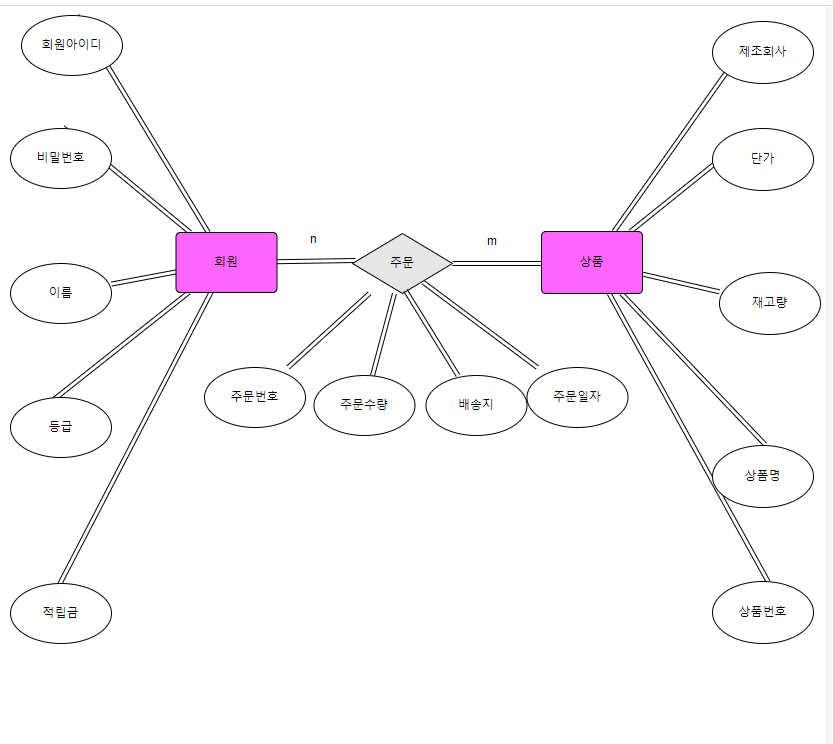 회원아이디
제조회사
비밀번호
단가
n
m
회원
주문
상품
이름
재고량
주문번호
주문수량
배송지
주문일자
등급
상품명
적립금
상품번호